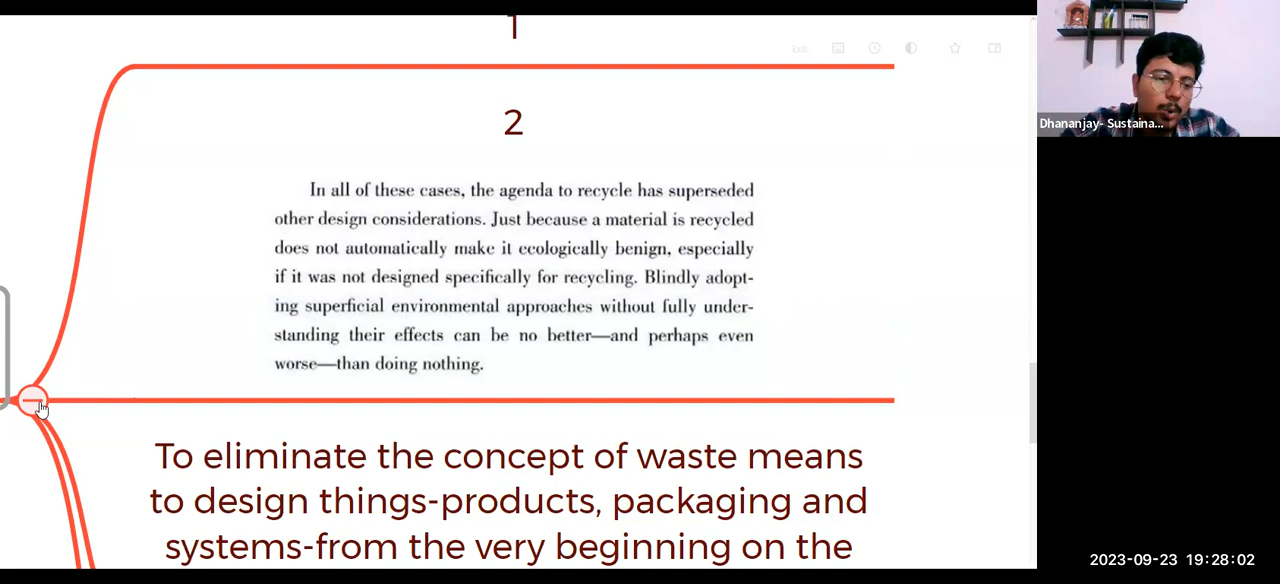 1
Exit
2
In all of these cases, the agenda to recycle has superseded
other design considerations. Just because a material is recycled
does not automatically make it ecologically benign, especially
if it was not designed specifically for recycling. Blindly adopt-
ing superficial environmental approaches without fully under-
standing their effects can be no better—and perhaps even
worse—than doing nothing.
To eliminate the concept of waste means
to design things-products, packaging and
systems-from the very beginning on the
Dhananjay- Sustaina...
2023-09-23 19:28:02